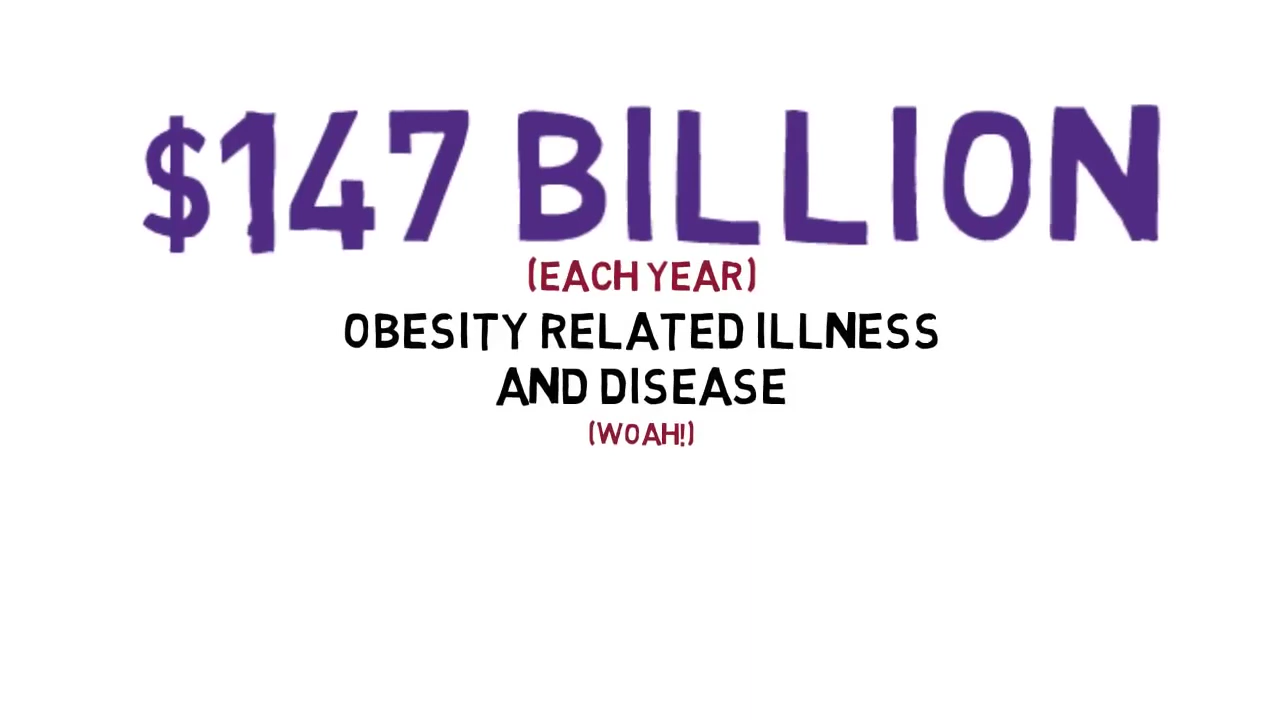 $147 BILLION
(EACH YEAR)
OBESITY RELATED ILLNESS
AND DISEASE
(WOAH!)